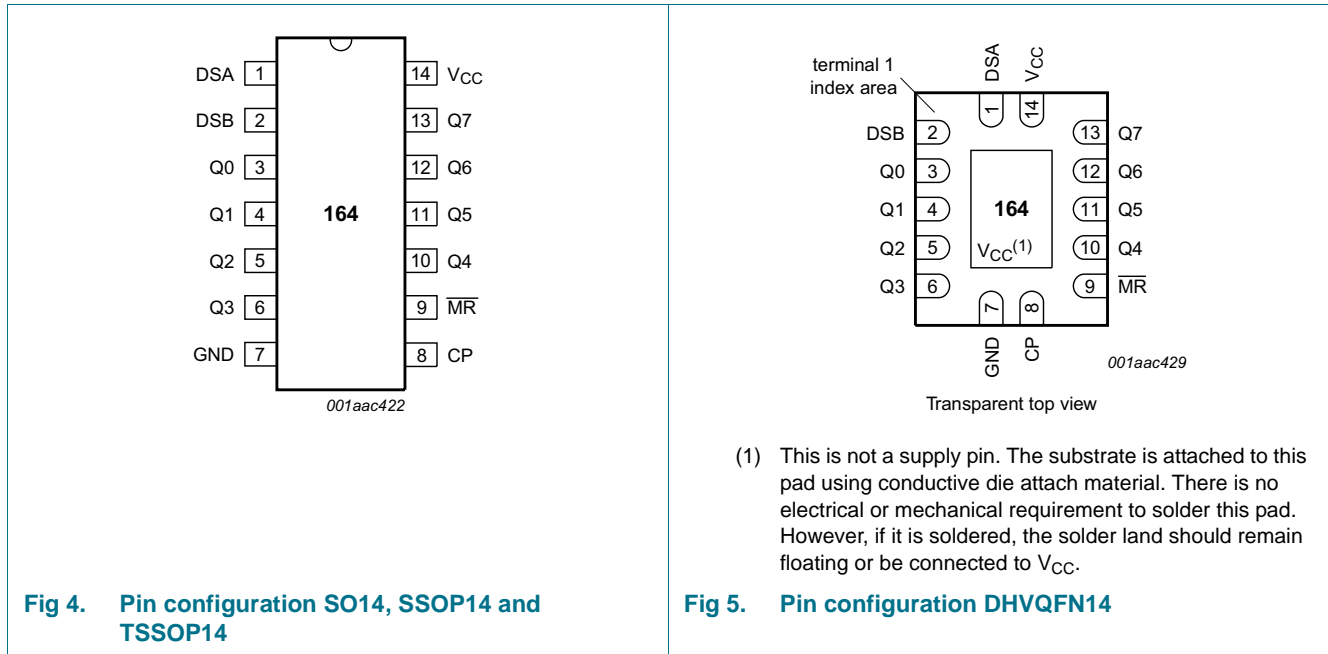 DSA 1 14 VCC
DSB 2 13 Q7
Q0 3 12 Q6
Q1 4 164 11 Q5
Q2 5 10 Q4
Q3 6 9 M̅R̅
GND 7 8 CP
001aac422
Fig 4. Pin configuration SO14, SSOP14 and
TSSOP14
terminal 1
index area
DSA VCC
1 14
DSB 2 13 Q7
Q0 3 12 Q6
Q1 4 164 11 Q5
Q2 5 VCC(1) 10 Q4
Q3 6 9 M̅R̅
7 8
GND CP
001aac429
Transparent top view
(1) This is not a supply pin. The substrate is attached to this
pad using conductive die attach material. There is no
electrical or mechanical requirement to solder this pad.
However, if it is soldered, the solder land should remain
floating or be connected to VCC.
Fig 5. Pin configuration DHVQFN14